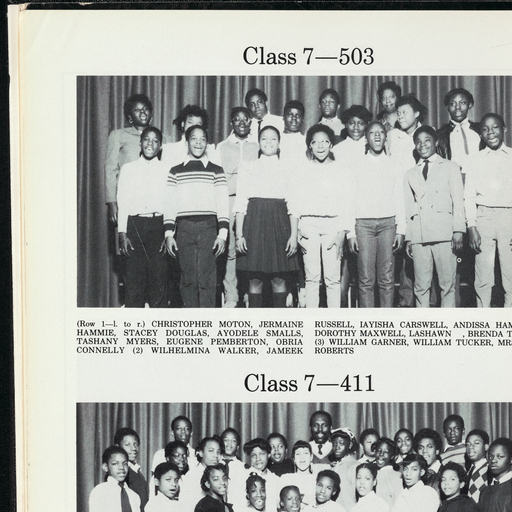 Class 7—503
(Row 1—l. to r.) CHRISTOPHER MOTON, JERMAINE
HAMMIE, STACEY DOUGLAS, AYODELE SMALLS,
TASHANY MYERS, EUGENE PEMBERTON, OBRIA
CONNELLY (2) WILHELMINA WALKER, JAMEEK
RUSSELL, IAYISHA CARSWELL, ANDISSA HAM
DOROTHY MAXWELL, LASHAWN , BRENDA T
(3) WILLIAM GARNER, WILLIAM TUCKER, MR
ROBERTS
Class 7—411